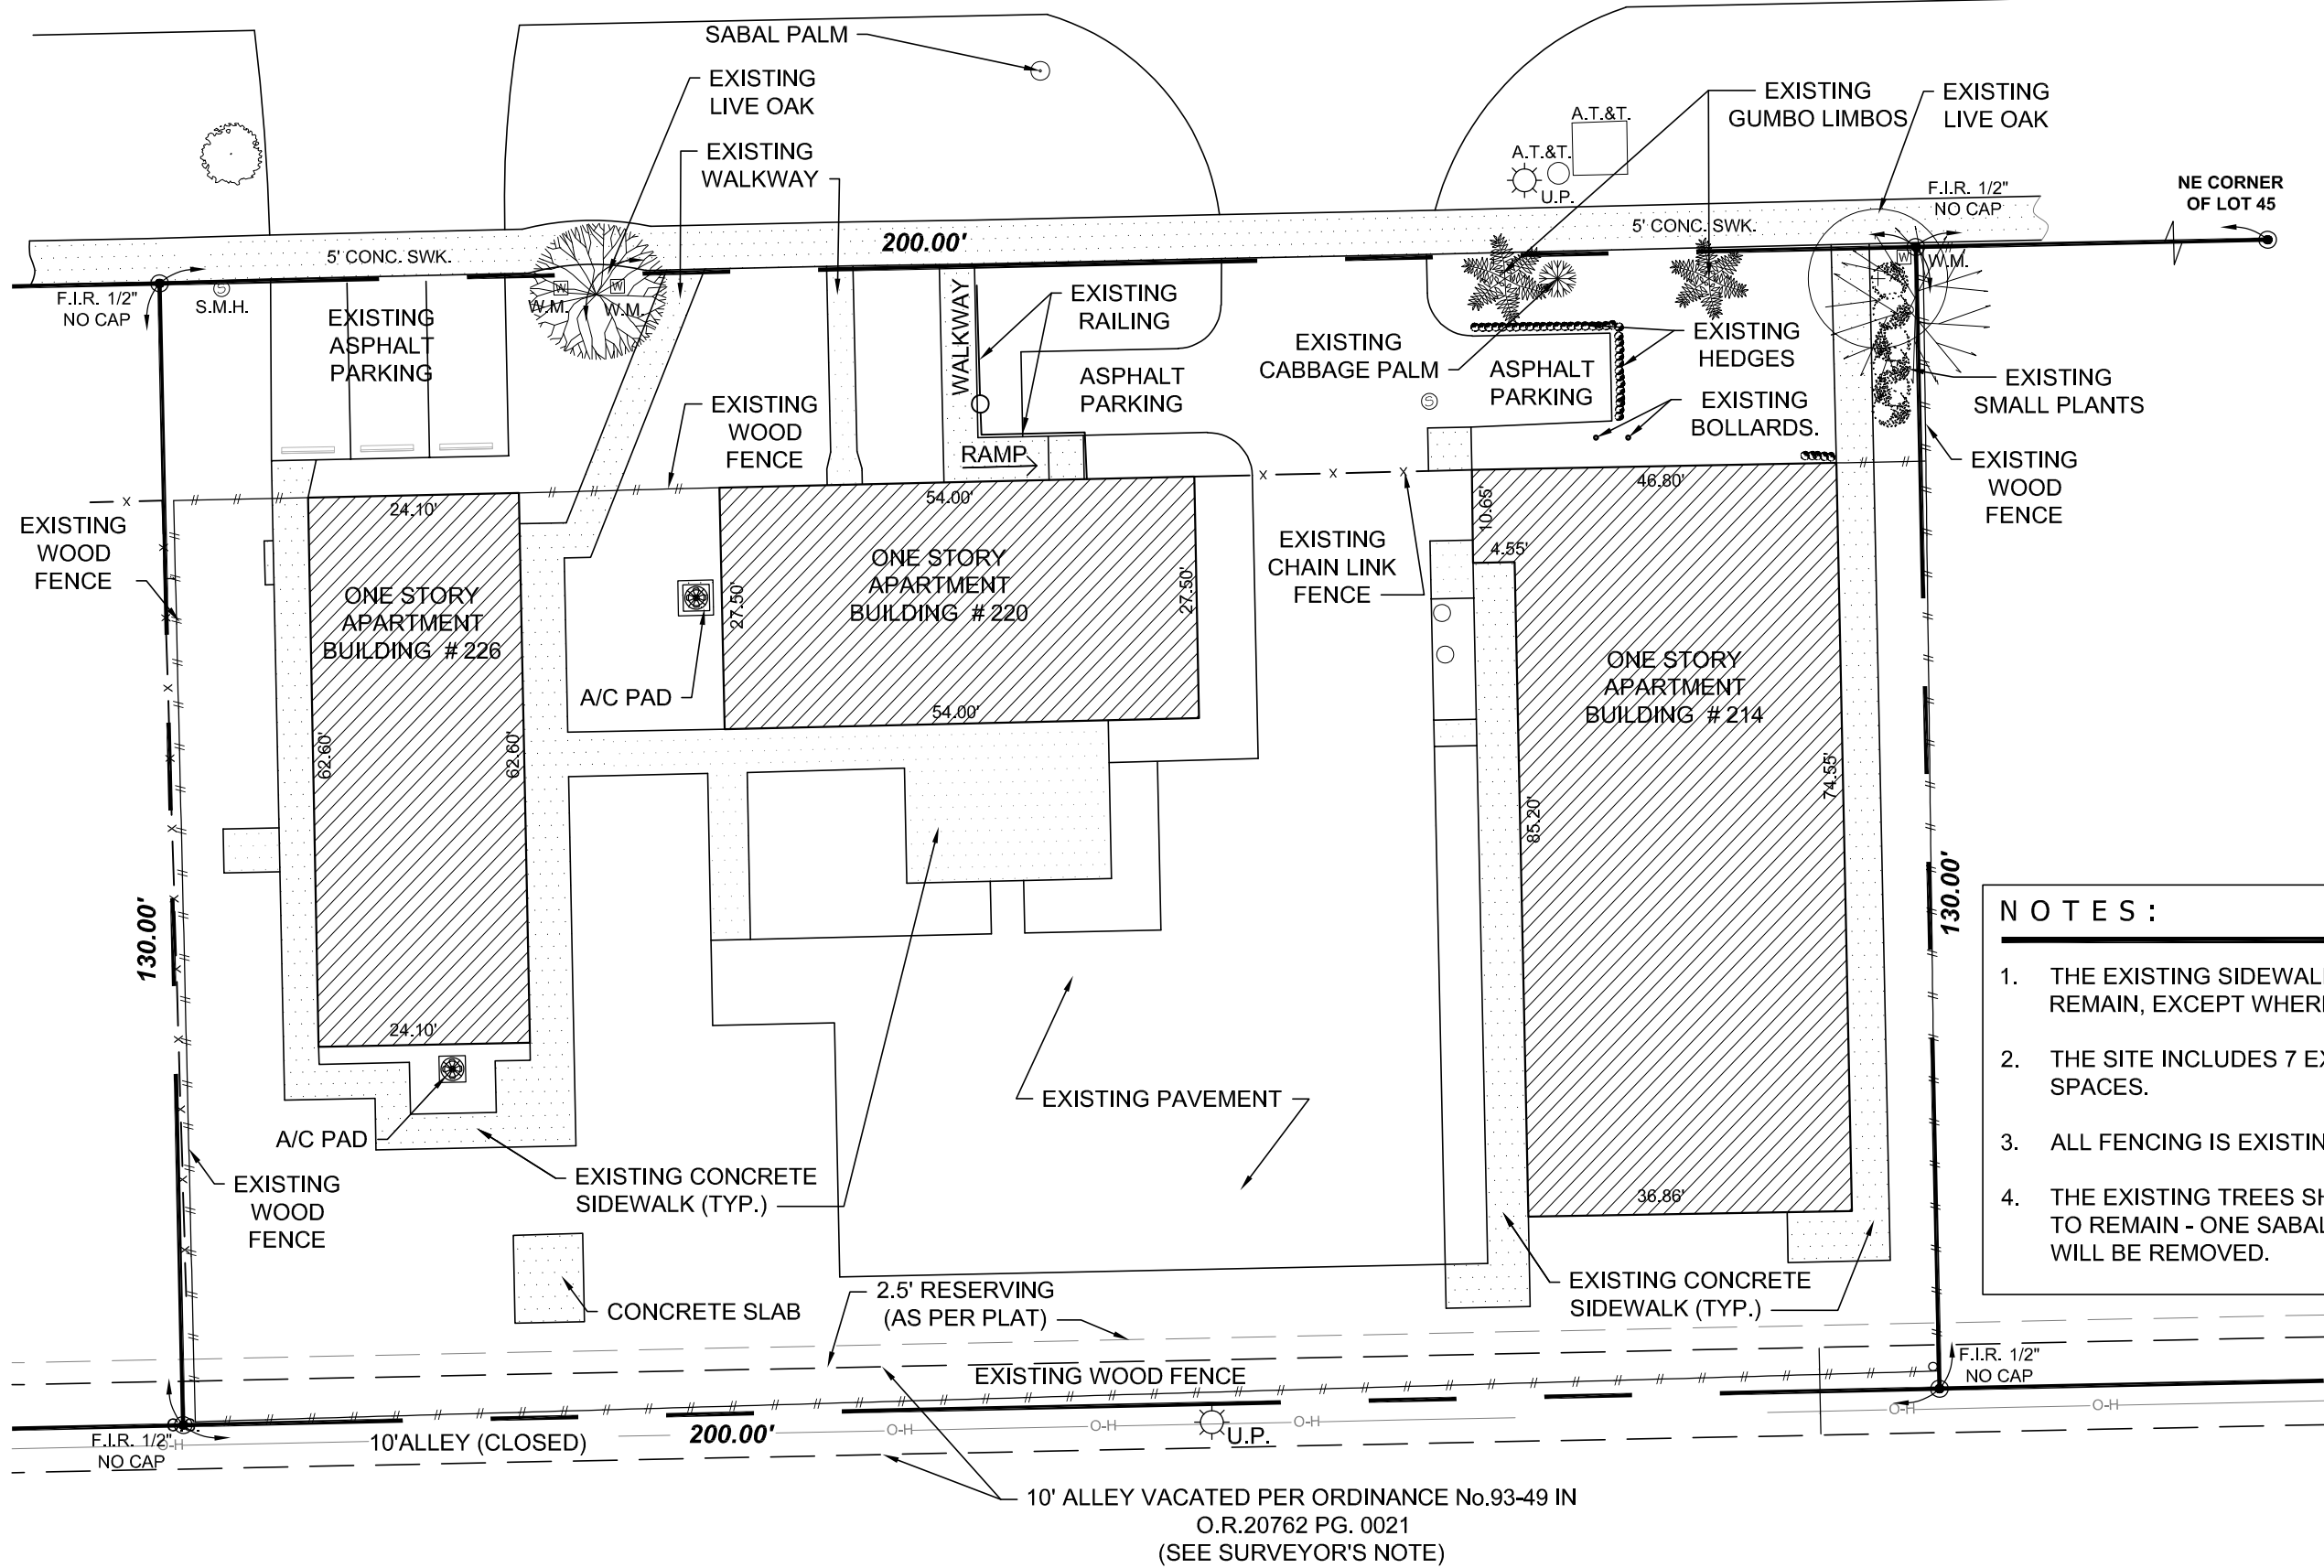 SABAL PALM
EXISTING
LIVE OAK
EXISTING
WALKWAY
A.T.&T.
A.T.&T.
U.P.
EXISTING
GUMBO LIMBOS
EXISTING
LIVE OAK
F.I.R. 1/2"
NO CAP
NE CORNER
OF LOT 45
5' CONC. SWK.
200.00'
5' CONC. SWK.
F.I.R. 1/2"
NO CAP
S
S.M.H.
W
W
W.M.
W.M.
W
W.M.
EXISTING
ASPHALT
PARKING
WALKWAY
EXISTING
RAILING
ASPHALT
PARKING
EXISTING
CABBAGE PALM
S
ASPHALT
PARKING
EXISTING
HEDGES
EXISTING
BOLLARDS.
EXISTING
SMALL PLANTS
EXISTING
WOOD
FENCE
EXISTING
WOOD
FENCE
RAMP
EXISTING
WOOD
FENCE
24.10'
54.00'
46.80'
10.65'
4.55'
EXISTING
CHAIN LINK
FENCE
ONE STORY
APARTMENT
BUILDING # 226
ONE STORY
APARTMENT
BUILDING # 220
27.50'
27.50'
A/C PAD
54.00'
ONE STORY
APARTMENT
BUILDING # 214
62.60'
62.60'
85.20'
74.55'
130.00'
130.00'
24.10'
36.86'
A/C PAD
EXISTING PAVEMENT
EXISTING
WOOD
FENCE
EXISTING CONCRETE
SIDEWALK (TYP.)
CONCRETE SLAB
2.5' RESERVING
(AS PER PLAT)
EXISTING CONCRETE
SIDEWALK (TYP.)
NOTES:
1. THE EXISTING SIDEWAL
REMAIN, EXCEPT WHER
2. THE SITE INCLUDES 7 E
SPACES.
3. ALL FENCING IS EXISTIN
4. THE EXISTING TREES SH
TO REMAIN - ONE SABAL
WILL BE REMOVED.
EXISTING WOOD FENCE
F.I.R. 1/2"
NO CAP
F.I.R. 1/2"
NO CAP
O-H
10'ALLEY (CLOSED)
200.00'
O-H
O-H
U.P.
O-H
O-H
O-H
10' ALLEY VACATED PER ORDINANCE No.93-49 IN
O.R.20762 PG. 0021
(SEE SURVEYOR'S NOTE)